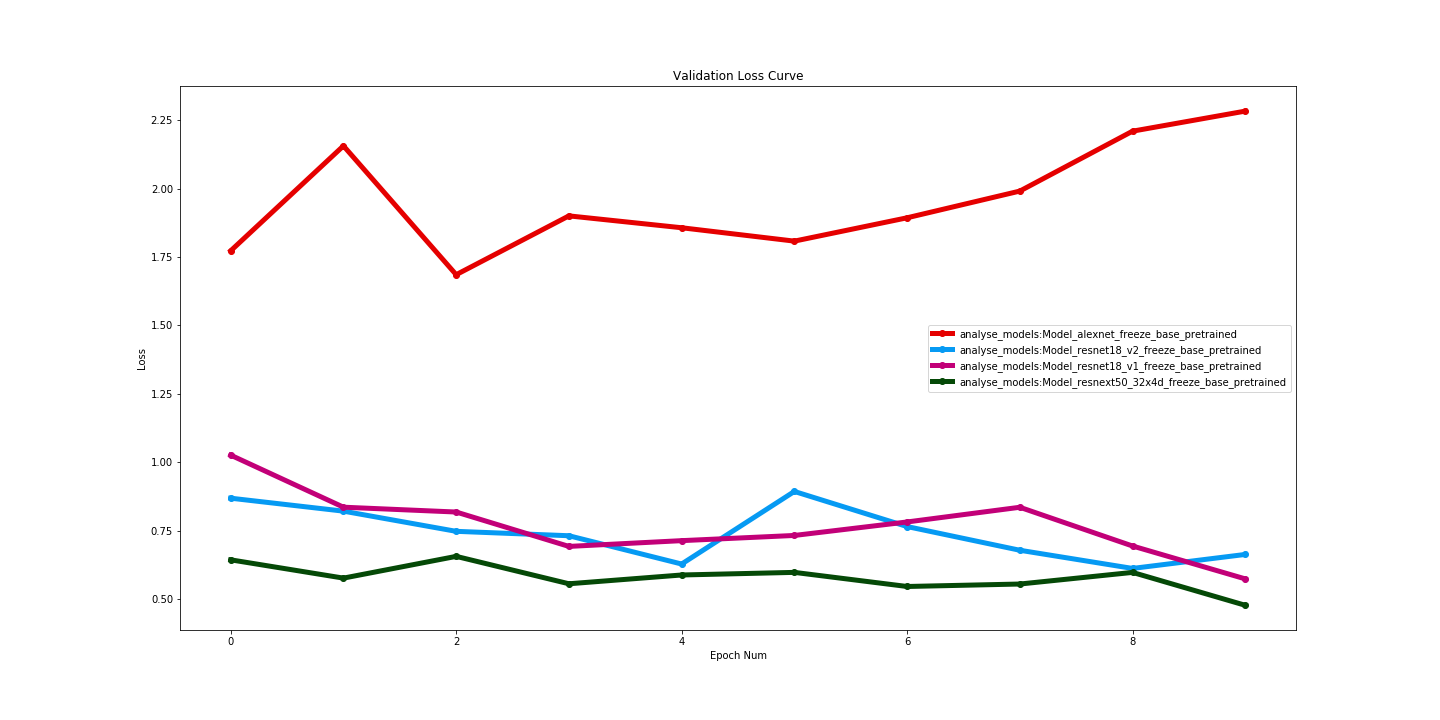 Validation Loss Curve
2.25
2.00
1.75
1.50
1.25
1.00
0.75
0.50
Loss
analyse_models:Model_alexnet_freeze_base_pretrained
analyse_models:Model_resnet18_v2_freeze_base_pretrained
analyse_models:Model_resnet18_v1_freeze_base_pretrained
analyse_models:Model_resnext50_32x4d_freeze_base_pretrained
0 2 4 6 8
Epoch Num